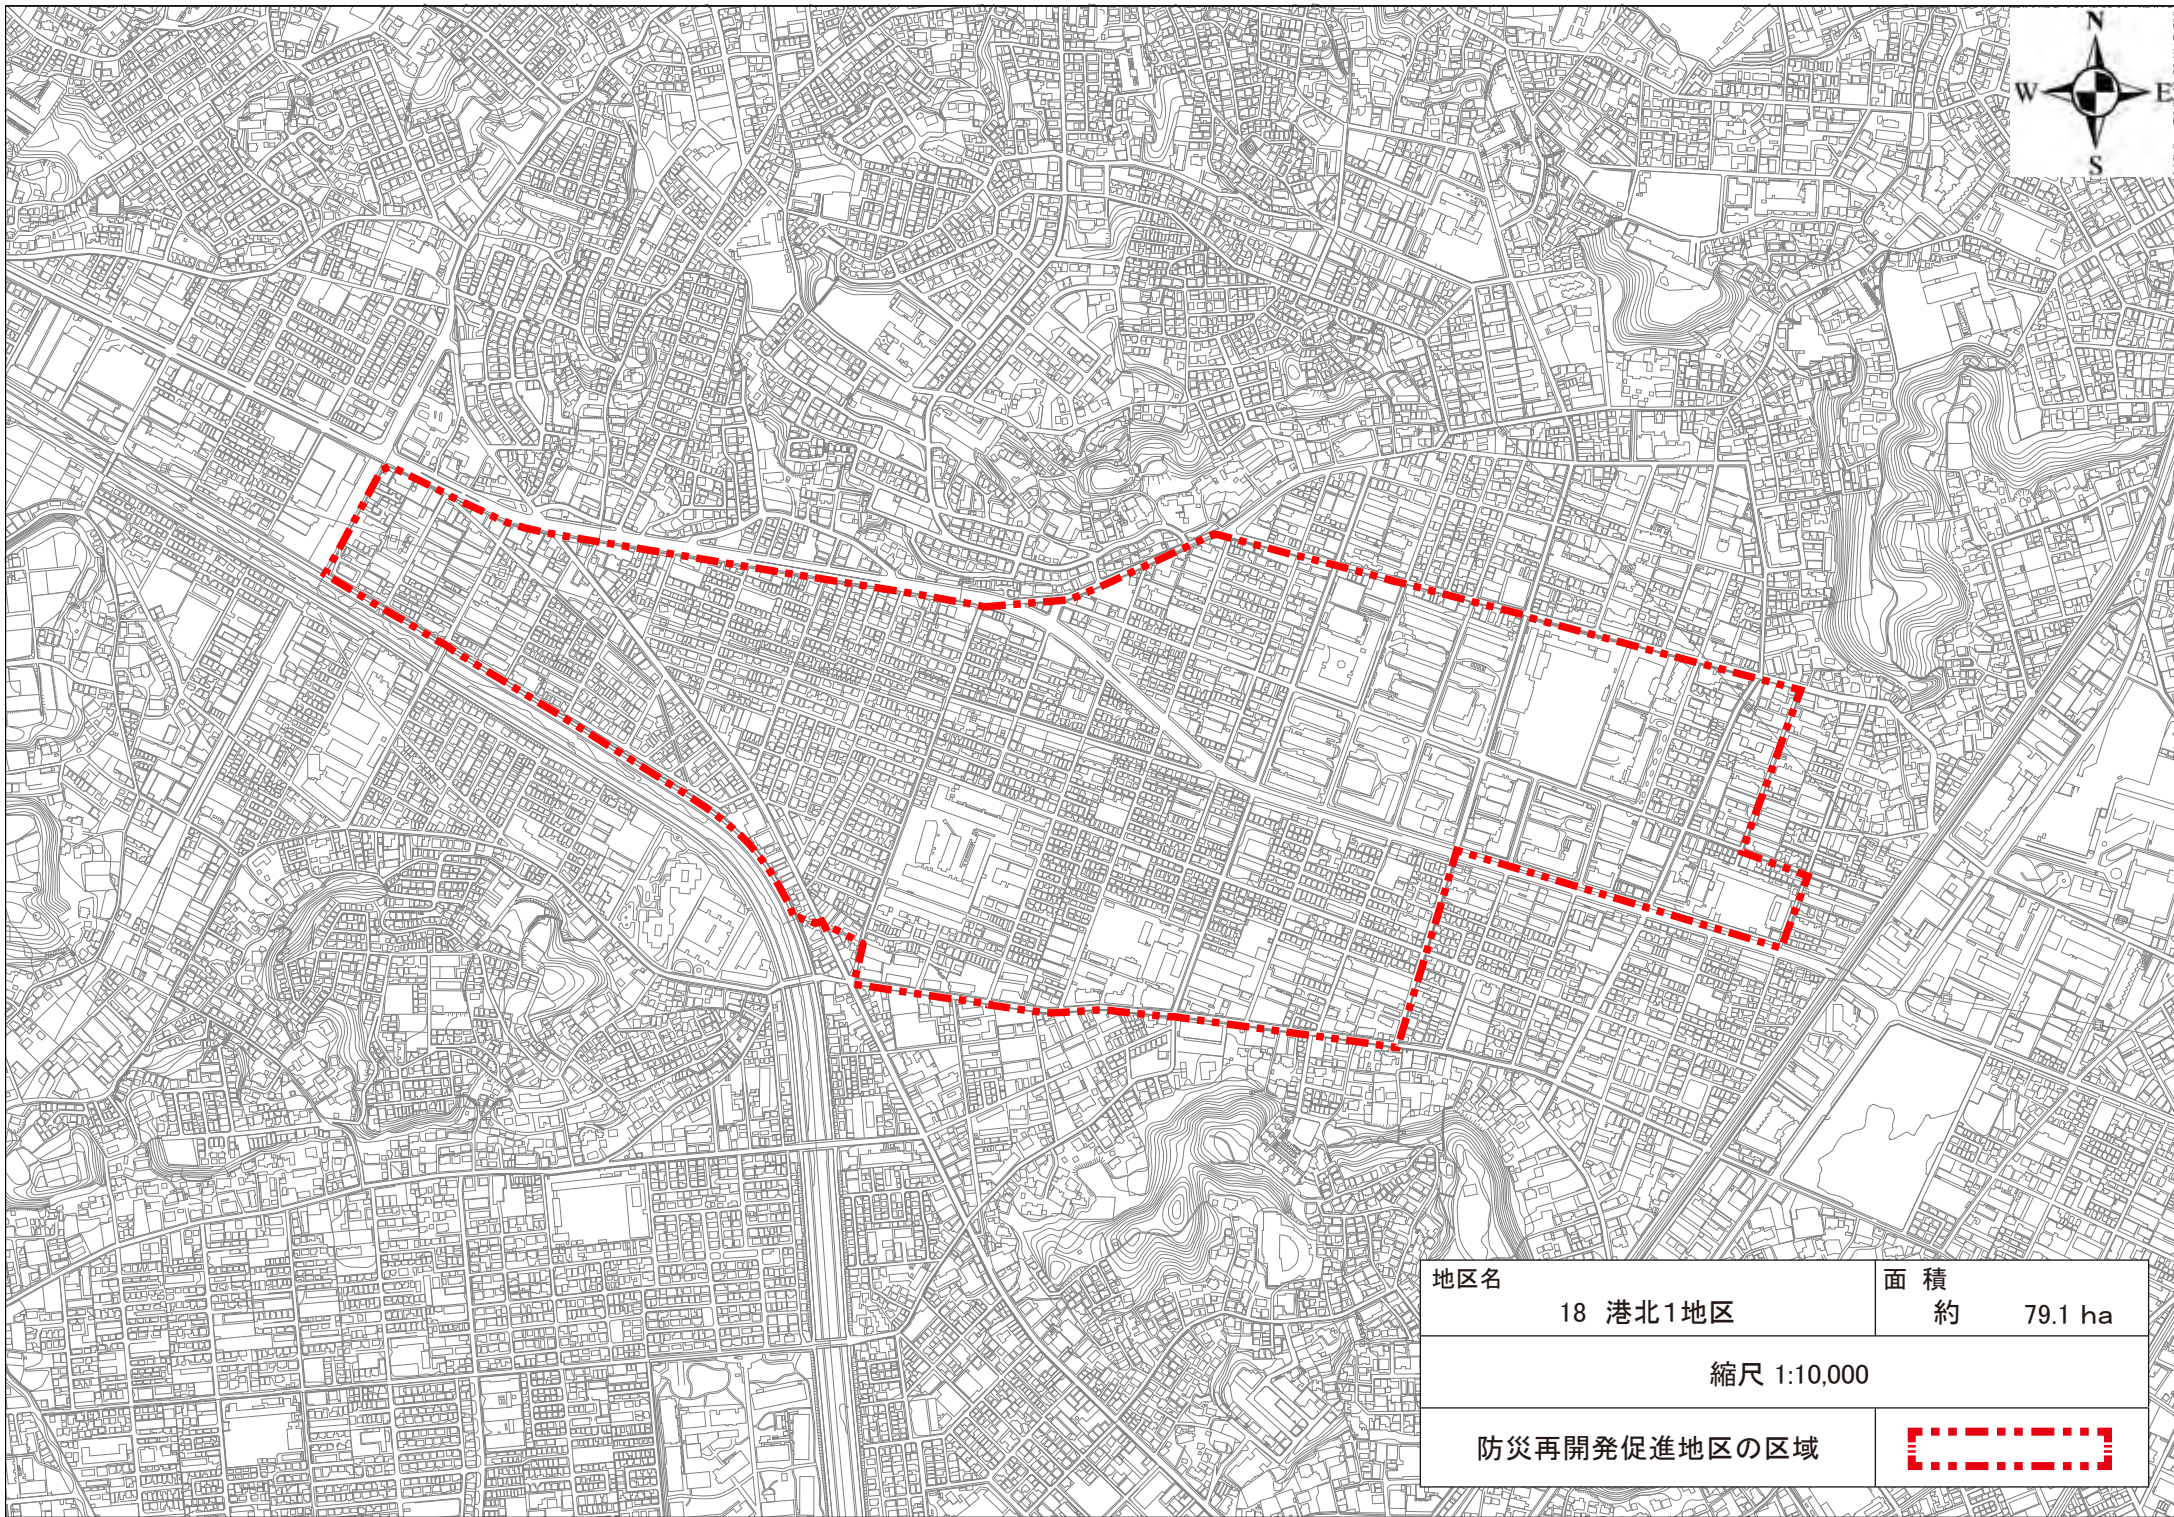 N
W E
S
地区名
18 港北1地区
面 積
約 79.1 ha
縮尺 1:10,000
防災再開発促進地区の区域